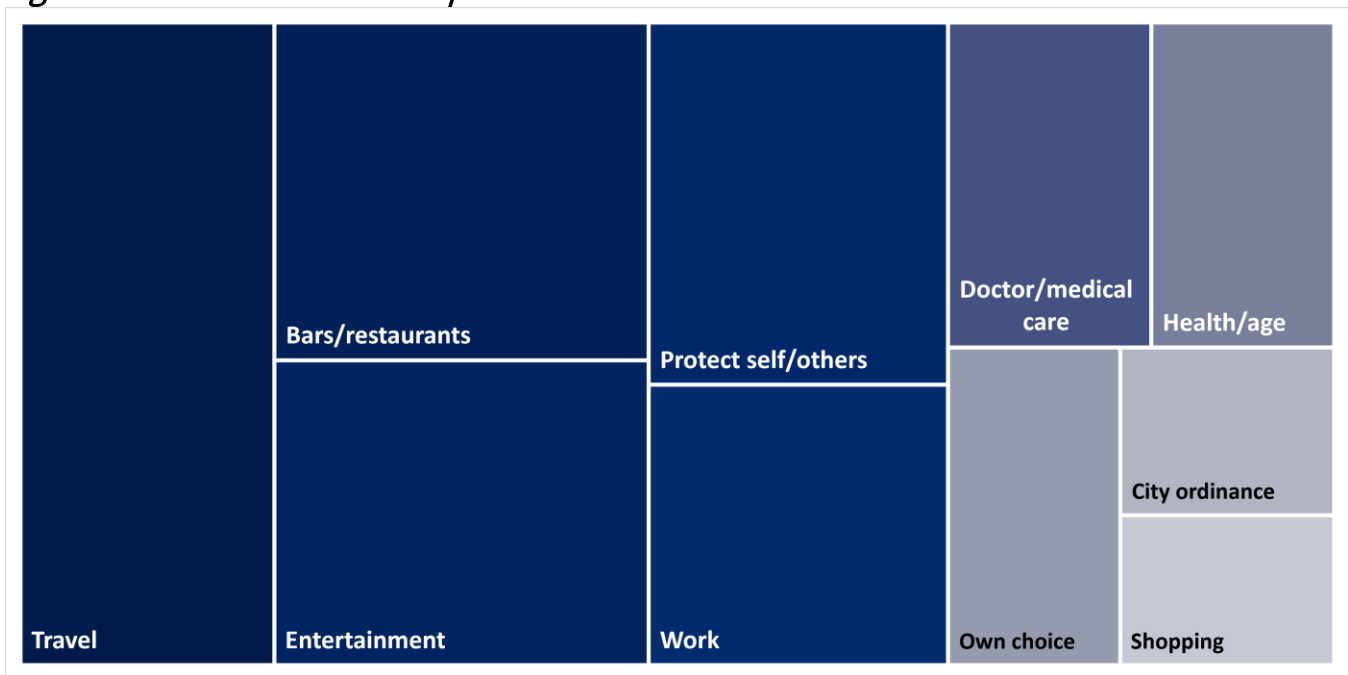 Bars/restaurants
Doctor/medical
care
Health/age
Protect self/others
City ordinance
Travel
Entertainment
Work
Own choice
Shopping